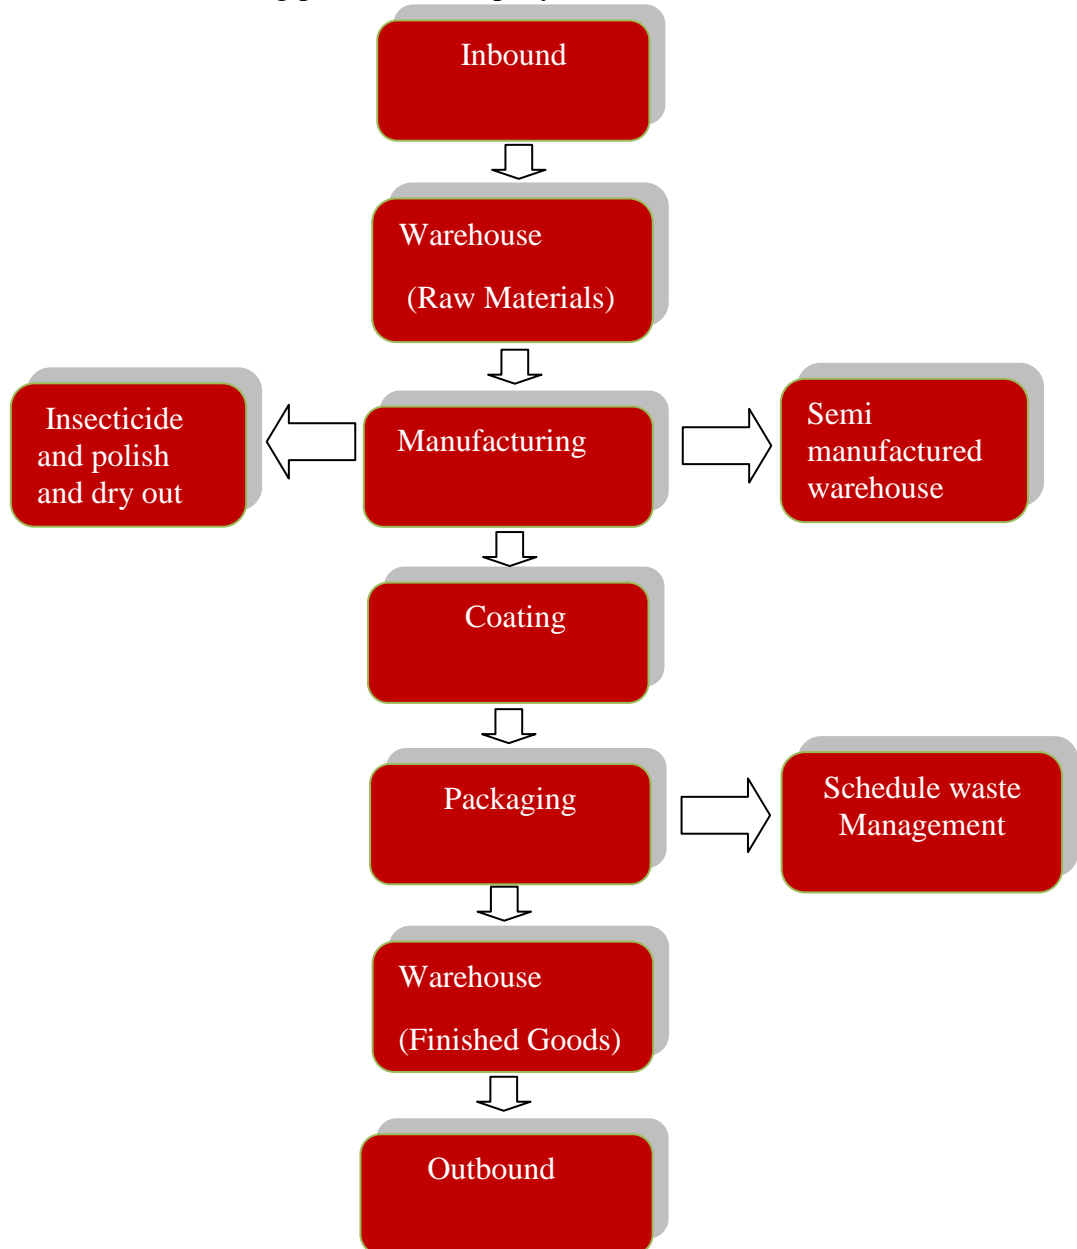 Inbound
Warehouse
(Raw Materials)
Insecticide
and polish
and dry out
Manufacturing
Semi
manufactured
warehouse
Coating
Packaging
Schedule waste
Management
Warehouse
(Finished Goods)
Outbound